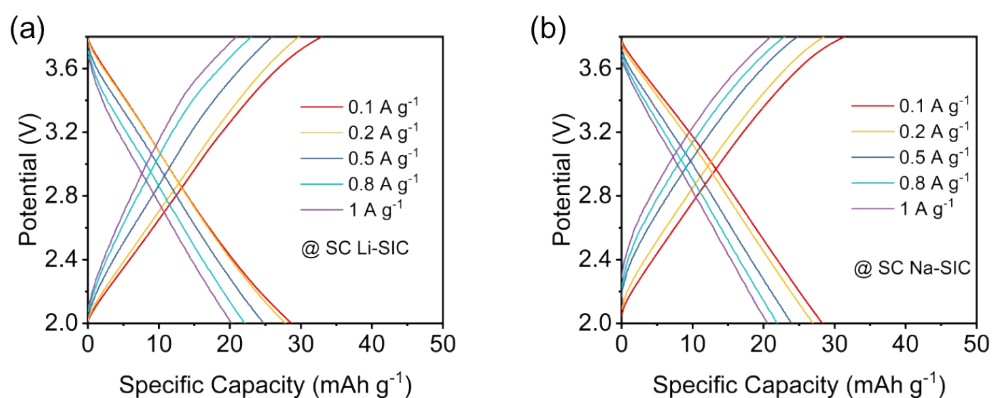 (a)
Potential (V)
3.6
3.2
2.8
2.4
2.0
0.1 A g⁻¹
0.2 A g⁻¹
0.5 A g⁻¹
0.8 A g⁻¹
1 A g⁻¹
@ SC Li-SIC
0 10 20 30 40 50
Specific Capacity (mAh g⁻¹)
(b)
Potential (V)
3.6
3.2
2.8
2.4
2.0
0.1 A g⁻¹
0.2 A g⁻¹
0.5 A g⁻¹
0.8 A g⁻¹
1 A g⁻¹
@ SC Na-SIC
0 10 20 30 40 50
Specific Capacity (mAh g⁻¹)